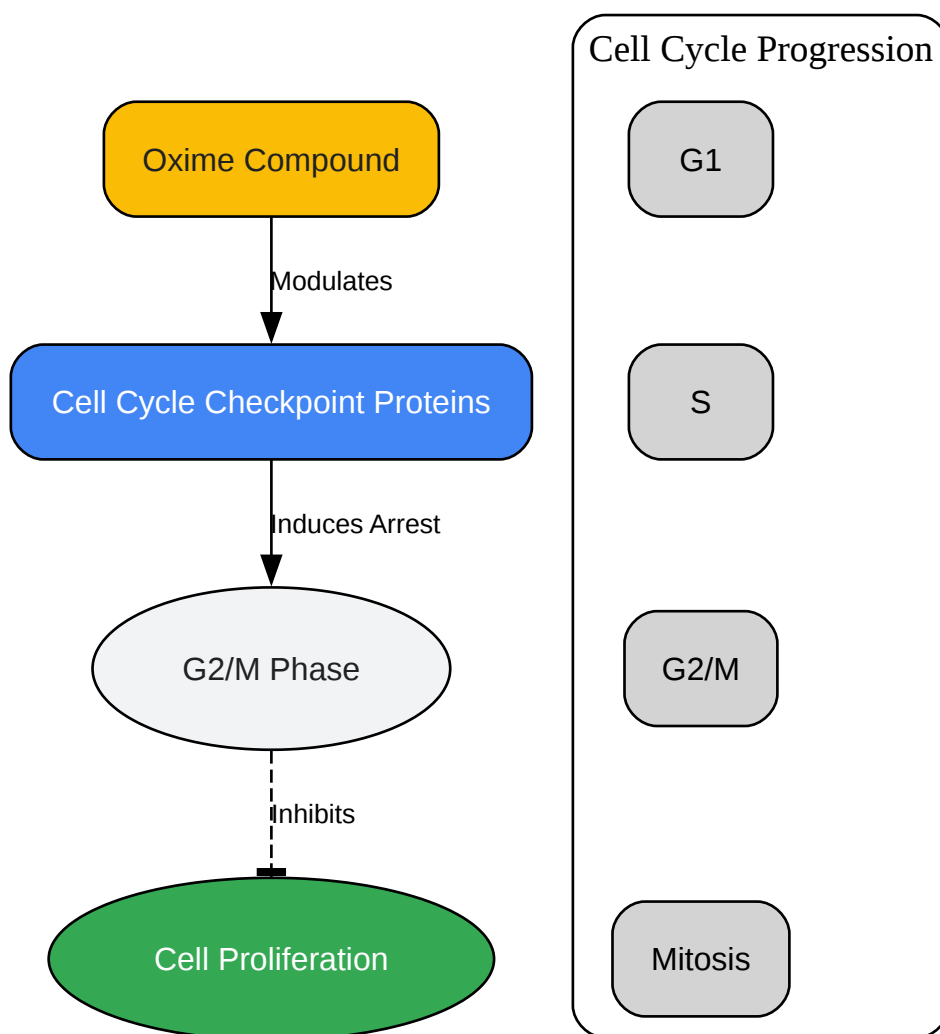 Cell Cycle Progression
Oxime Compound
G1
Modulates
Cell Cycle Checkpoint Proteins
S
Induces Arrest
G2/M Phase
G2/M
Inhibits
Cell Proliferation
Mitosis